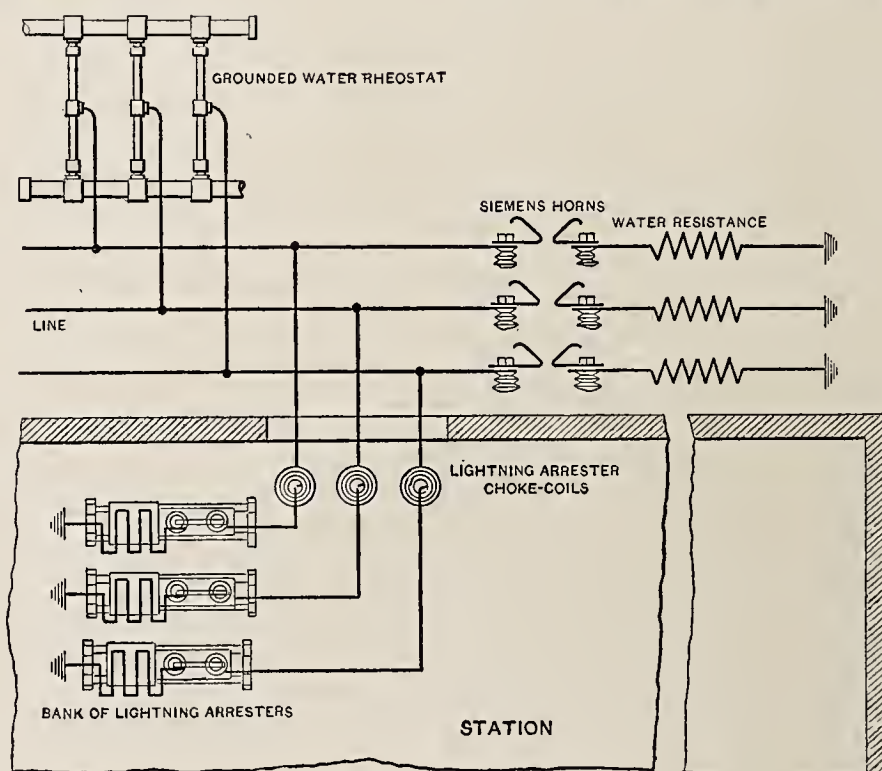 GROUNDED WATER RHEOSTAT
SIEMENS HORNS
WATER RESISTANCE
LINE
LIGHTNING ARRESTER
CHOKE-COILS
BANK OF LIGHTNING ARRESTERS
STATION